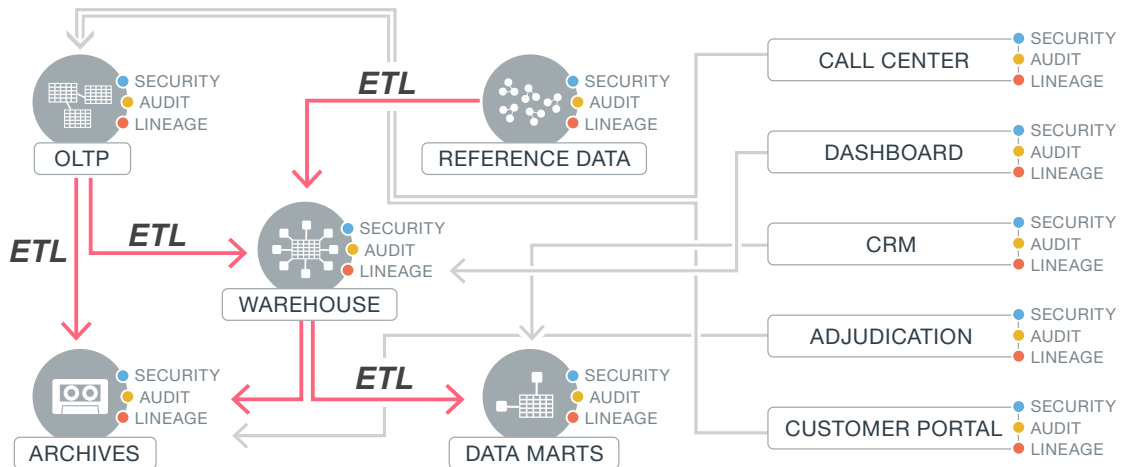 SECURITY
AUDIT
LINEAGE
OLTP
ETL
SECURITY
AUDIT
LINEAGE
REFERENCE DATA
CALL CENTER
SECURITY
AUDIT
LINEAGE
DASHBOARD
SECURITY
AUDIT
LINEAGE
ETL
ETL
SECURITY
AUDIT
LINEAGE
WAREHOUSE
CRM
SECURITY
AUDIT
LINEAGE
ADJUDICATION
SECURITY
AUDIT
LINEAGE
SECURITY
AUDIT
LINEAGE
ARCHIVES
ETL
SECURITY
AUDIT
LINEAGE
DATA MARTS
CUSTOMER PORTAL
SECURITY
AUDIT
LINEAGE